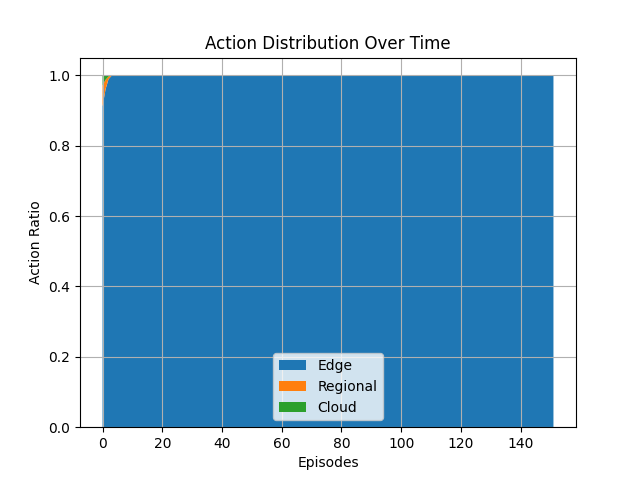 Action Distribution Over Time
Action Ratio
1.0
0.8
0.6
0.4
0.2
0.0
Edge
Regional
Cloud
0 20 40 60 80 100 120 140
Episodes